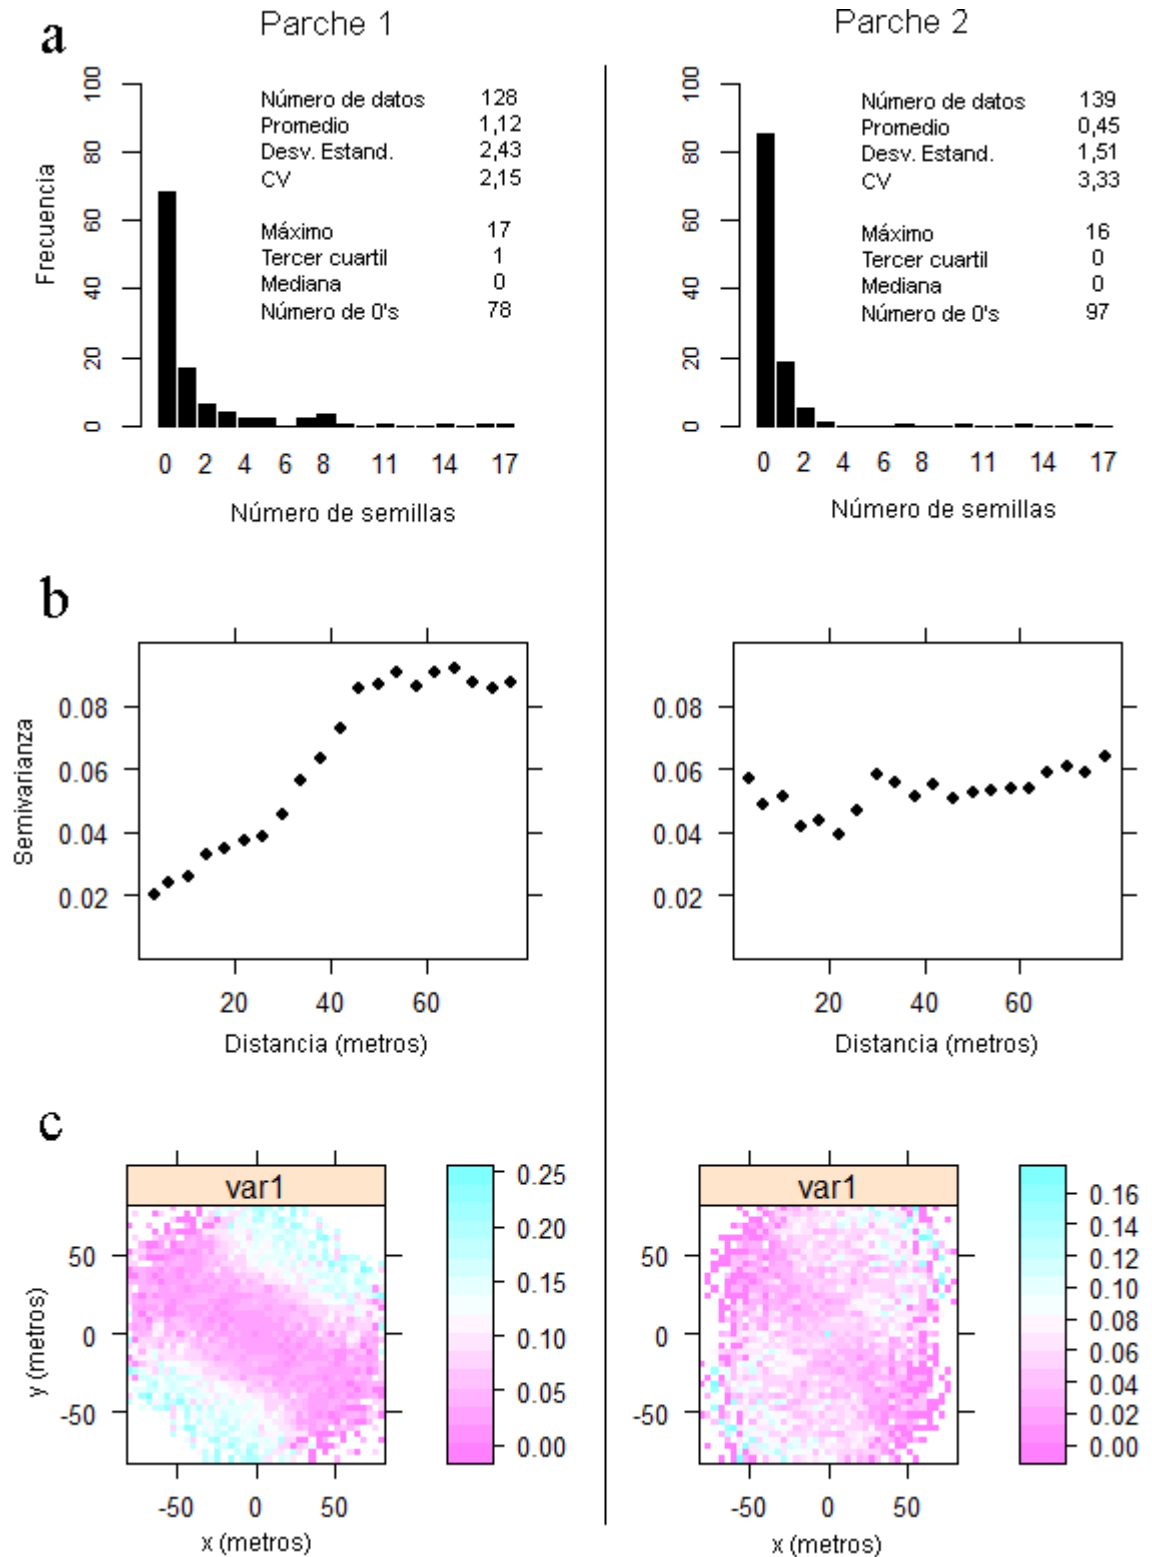 Parche 1
Parche 2
a
100
80
60
40
20
0
Frecuencia
Número de datos 128
Promedio 1,12
Desv. Estand. 2,43
CV 2,15
Máximo 17
Tercer cuartil 1
Mediana 0
Número de 0's 78
0 2 4 6 8 11 14 17
Número de semillas
100
80
60
40
20
0
Número de datos 139
Promedio 0,45
Desv. Estand. 1,51
CV 3,33
Máximo 16
Tercer cuartil 0
Mediana 0
Número de 0's 97
0 2 4 6 8 11 14 17
Número de semillas
b
0.08
0.06
0.04
0.02
Semivarianza
20 40 60
Distancia (metros)
0.08
0.06
0.04
0.02
20 40 60
Distancia (metros)
c
var1
50
0
-50
y (metros)
-50 0 50
x (metros)
0.25
0.20
0.15
0.10
0.05
0.00
var1
50
0
-50
-50 0 50
x (metros)
0.16
0.14
0.12
0.10
0.08
0.06
0.04
0.02
0.00